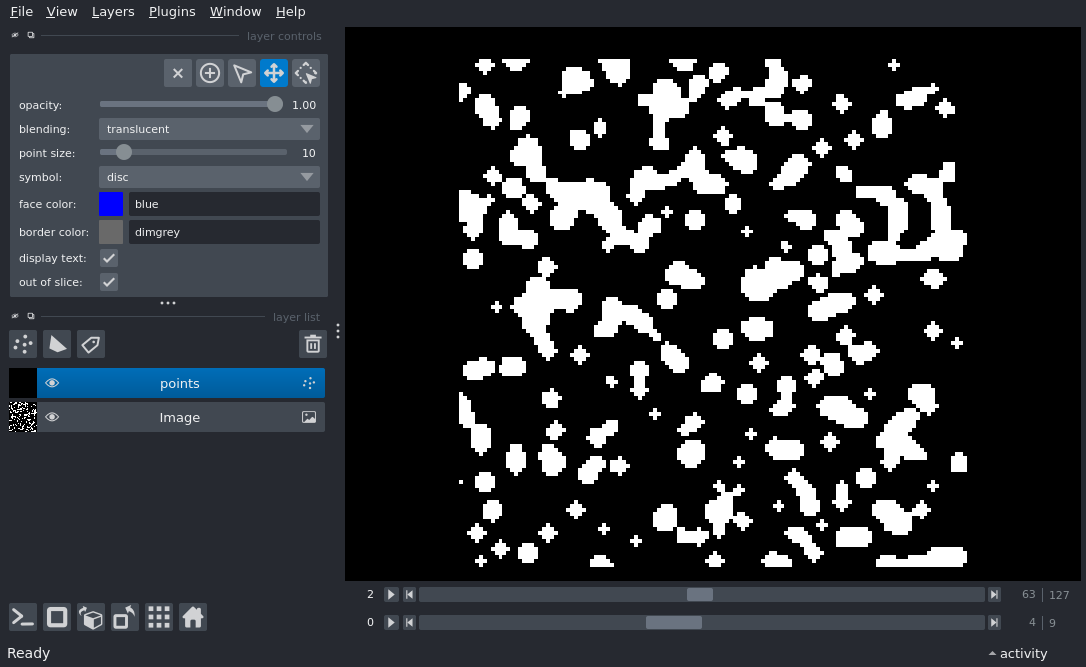 File View Layers Plugins Window Help
layer controls
opacity: 1.00
blending: translucent
point size: 10
symbol: disc
face color: blue
border color: dimgrey
display text:
out of slice:
layer list
points
Image
2 63 127
0 4 9
Ready activity